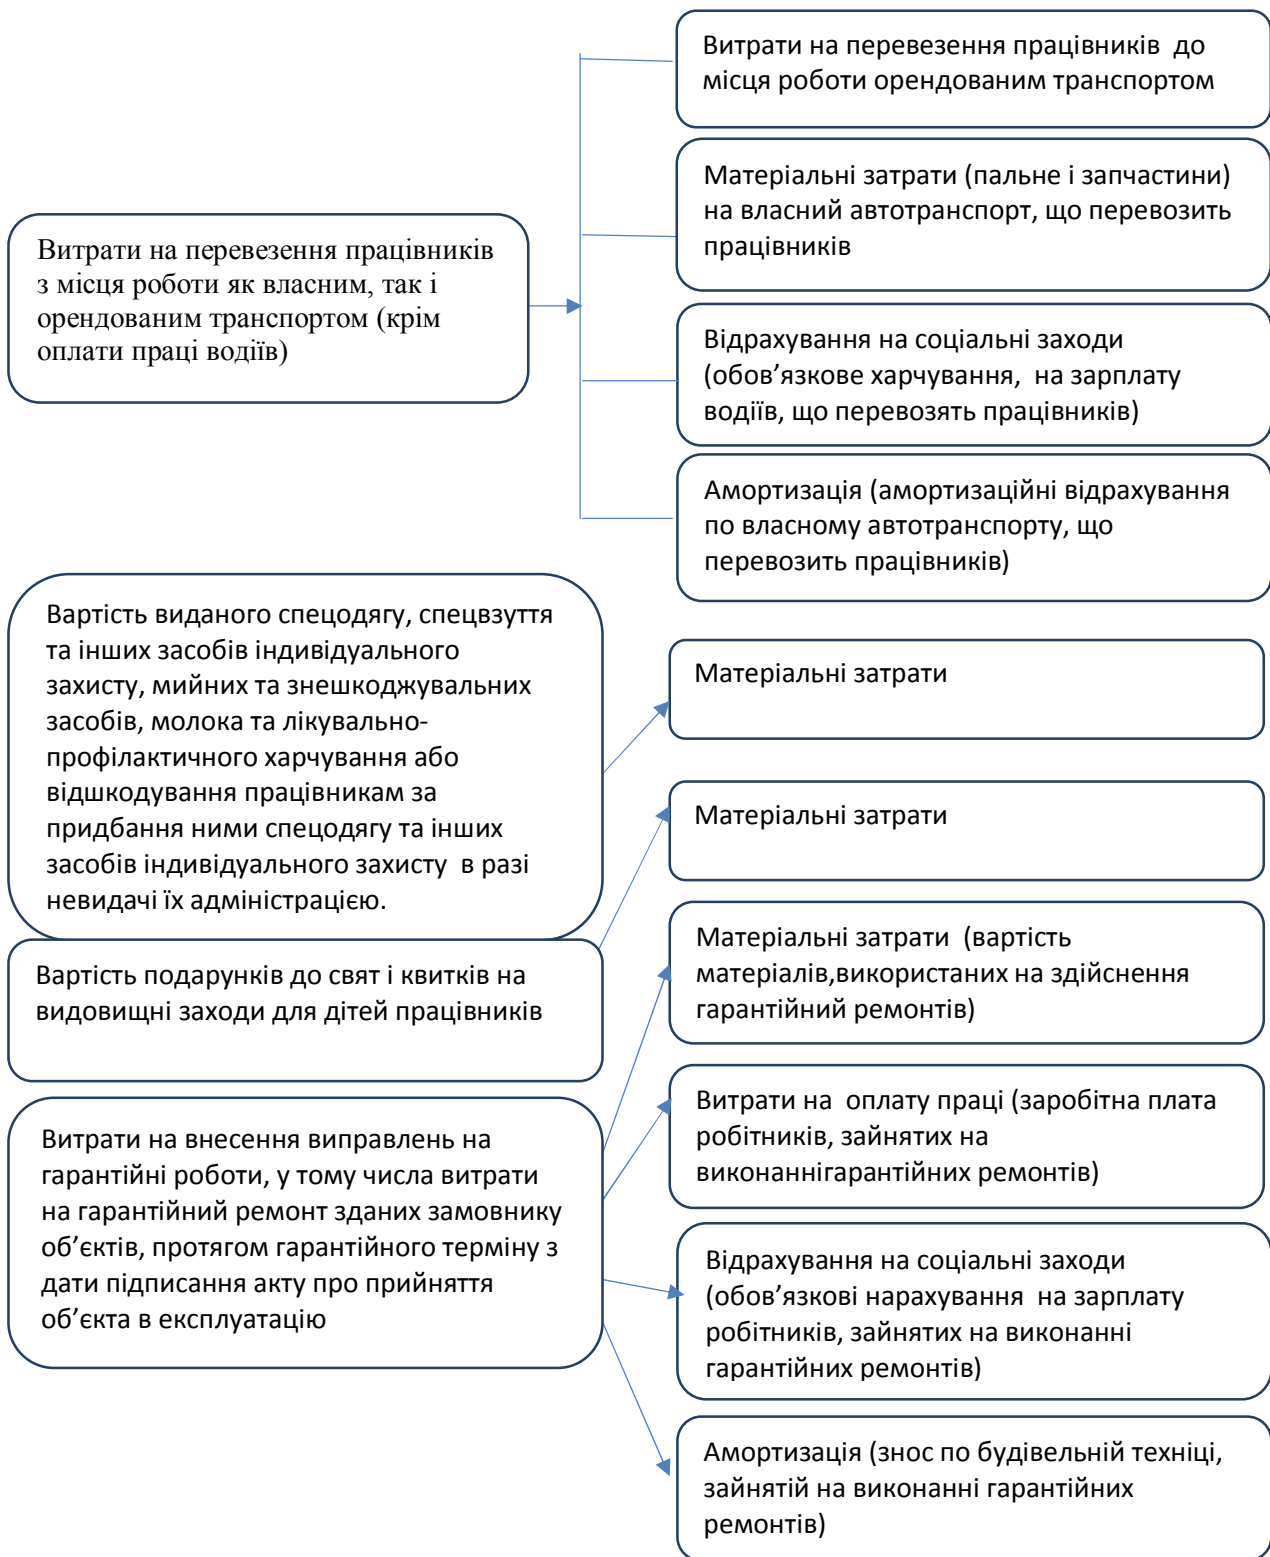 Витрати на перевезення працівників до
місця роботи орендованим транспортом
Матеріальні затрати (пальне і запчастини)
на власний автотранспорт, що перевозить
працівників
Витрати на перевезення працівників
з місця роботи як власним, так і
орендованим транспортом (крім
оплати праці водіїв)
Відрахування на соціальні заходи
(обов’язкове харчування, на зарплату
водіїв, що перевозять працівників)
Амортизація (амортизаційні відрахування
по власному автотранспорту, що
перевозить працівників)
Вартість виданого спецодягу, спецвзуття
та інших засобів індивідуального
захисту, мийних та знешкоджувальних
засобів, молока та лікувально-
профілактичного харчування або
відшкодування працівникам за
придбання ними спецодягу та інших
засобів індивідуального захисту в разі
невидачі їх адміністрацією.
Матеріальні затрати
Матеріальні затрати
Вартість подарунків до свят і квитків на
видовищні заходи для дітей працівників
Матеріальні затрати (вартість
матеріалів,використаних на здійснення
гарантійний ремонтів)
Витрати на внесення виправлень на
гарантійні роботи, у тому числа витрати
на гарантійний ремонт зданих замовнику
об’єктів, протягом гарантійного терміну з
дати підписання акту про прийняття
об’єкта в експлуатацію
Витрати на оплату праці (заробітна плата
робітників, зайнятих на
виконаннігарантійних ремонтів)
Відрахування на соціальні заходи
(обов’язкові нарахування на зарплату
робітників, зайнятих на виконанні
гарантійних ремонтів)
Амортизація (знос по будівельній техніці,
зайнятій на виконанні гарантійних
ремонтів)